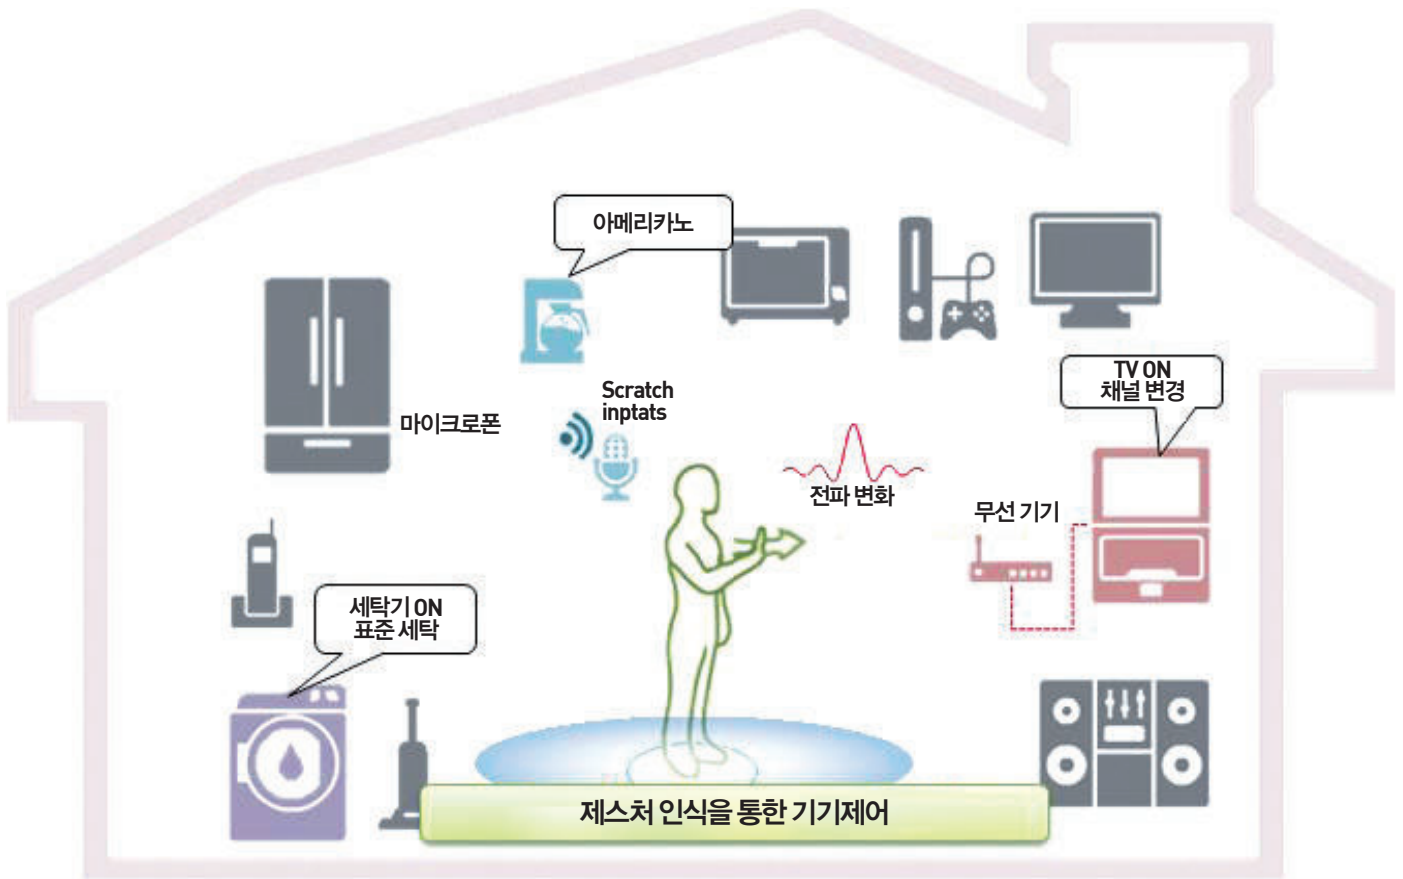 아메리카노
TV ON
채널 변경
Scratch
inptats
마이크로폰
전파 변화
무선 기기
세탁기 ON
표준 세탁
제스처 인식을 통한 기기제어